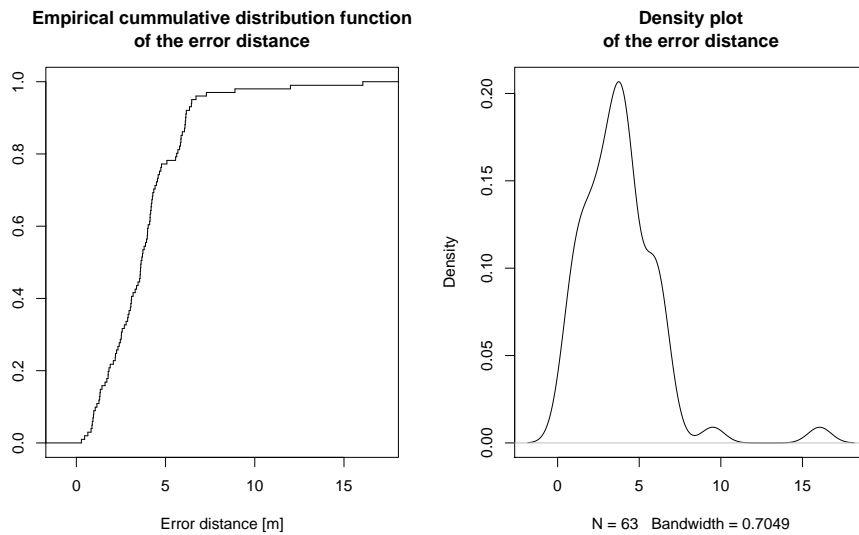 Empirical cummulative distribution function
of the error distance
1.0
0.8
0.6
0.4
0.2
0.0
0 5 10 15
Error distance [m]
Density plot
of the error distance
Density
0.20
0.15
0.10
0.05
0.00
0 5 10 15
N = 63 Bandwidth = 0.7049